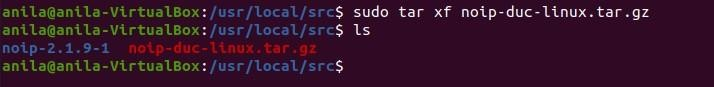 anila@anila-VirtualBox:/usr/local/src$ sudo tar xf noip-duc-linux.tar.gz
anila@anila-VirtualBox:/usr/local/src$ ls
noip-2.1.9-1  noip-duc-linux.tar.gz
anila@anila-VirtualBox:/usr/local/src$